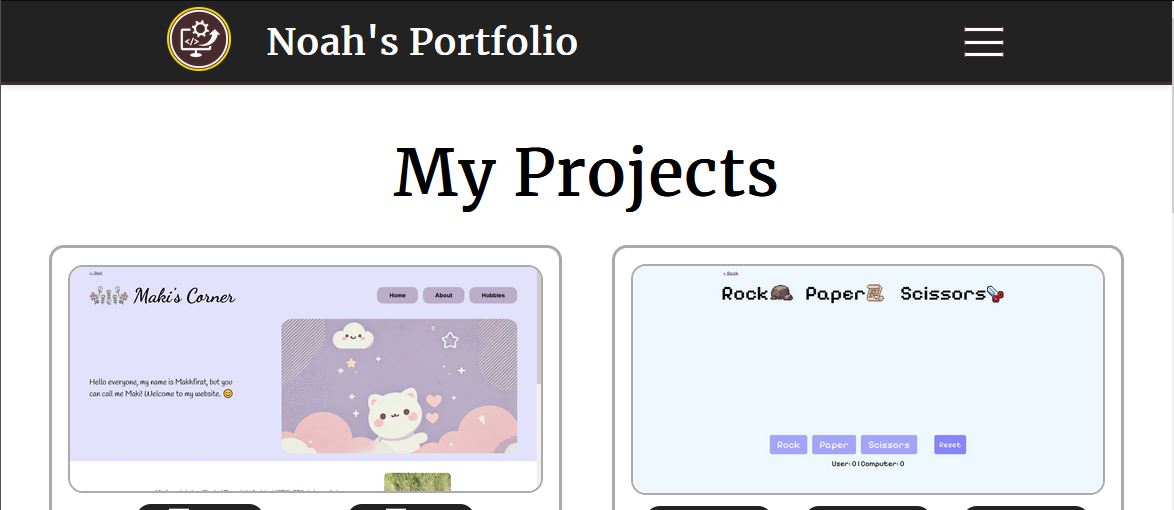 Noah's Portfolio
My Projects
Maki's Corner
Home
About
Hobbies
Hello everyone, my name is Makhfirat, but you
can call me Maki! Welcome to my website. 😊
< Back
Rock Paper Scissors
Rock
Paper
Scissors
Reset
User: 0 | Computer: 0